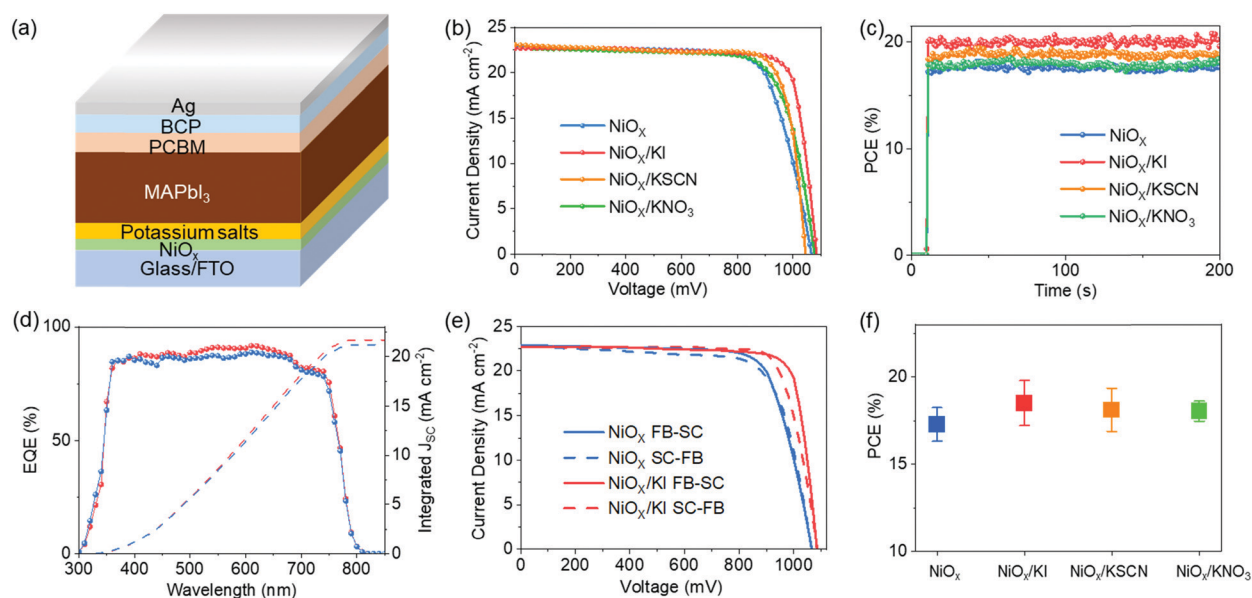 (a)
Ag
BCP
PCBM
MAPbI₃
Potassium salts
NiOₓ
Glass/FTO
(b)
Current Density (mA cm⁻²)
25
20
15
10
5
0
NiOₓ
NiOₓ/KI
NiOₓ/KSCN
NiOₓ/KNO₃
0 200 400 600 800 1000
Voltage (mV)
(c)
PCE (%)
20
10
0
NiOₓ
NiOₓ/KI
NiOₓ/KSCN
NiOₓ/KNO₃
0 100 200
Time (s)
(d)
EQE (%)
100
50
0
300 400 500 600 700 800
Wavelength (nm)
20
15
10
5
0
Integrated J_SC (mA cm⁻²)
(e)
Current Density (mA cm⁻²)
25
20
15
10
5
0
NiOₓ FB-SC
NiOₓ SC-FB
NiOₓ/KI FB-SC
NiOₓ/KI SC-FB
0 200 400 600 800 1000
Voltage (mV)
(f)
PCE (%)
20
15
10
NiOₓ NiOₓ/KI NiOₓ/KSCN NiOₓ/KNO₃